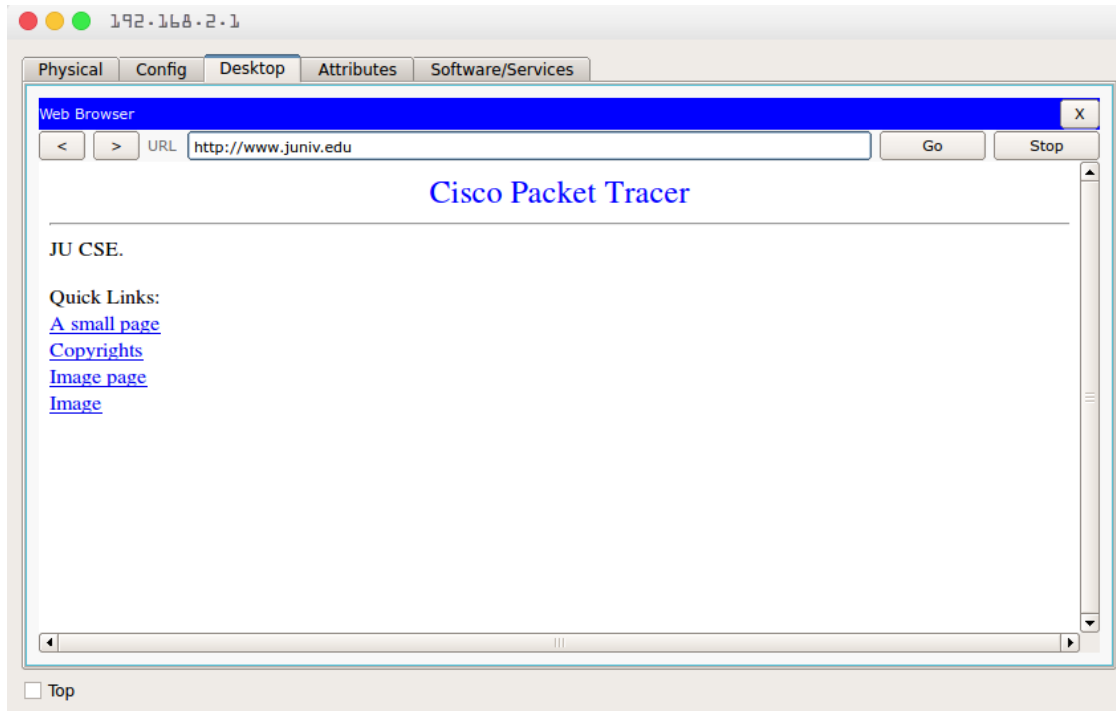 192.168.2.1
Physical Config Desktop Attributes Software/Services
Web Browser X
< > URL http://www.juniv.edu Go Stop
Cisco Packet Tracer
JU CSE.
Quick Links:
A small page
Copyrights
Image page
Image
Top